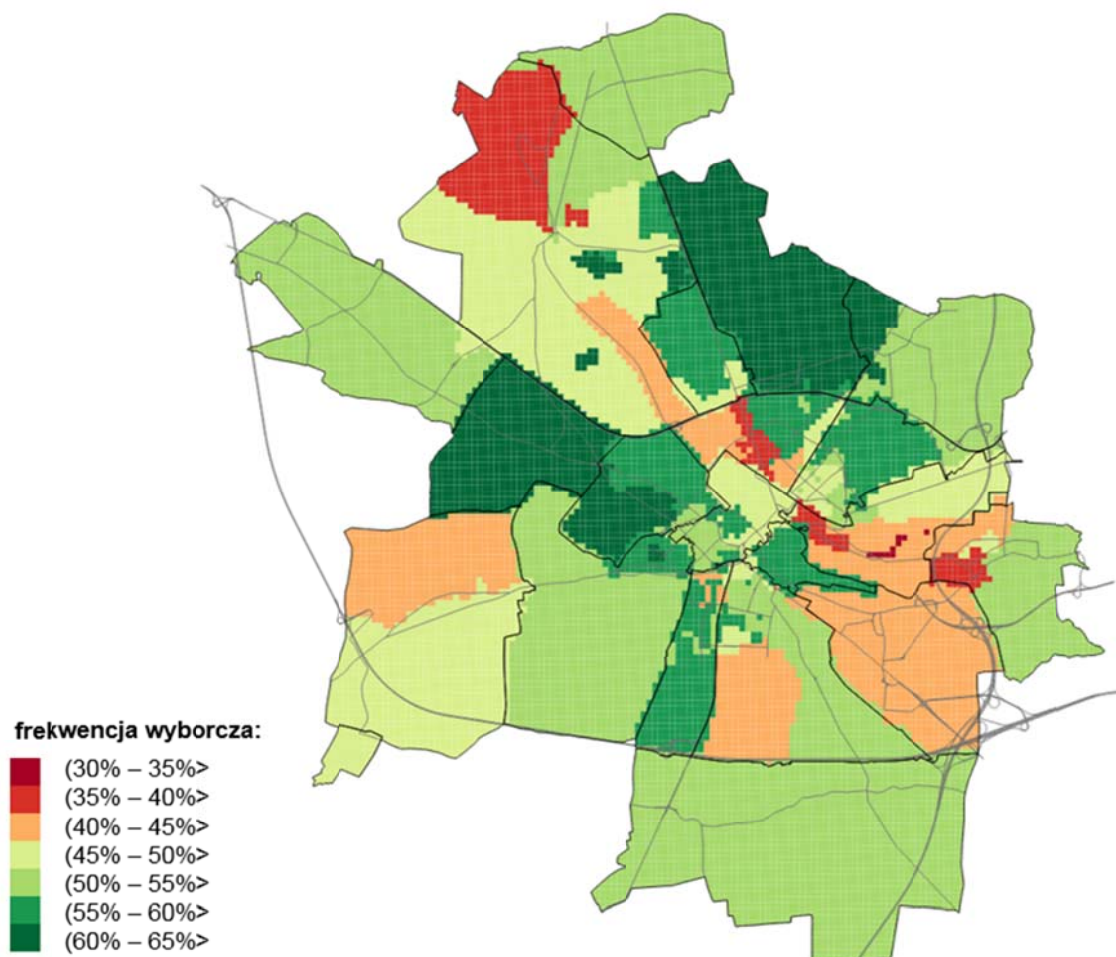 frekwencja wyborcza:
(30% – 35%>
(35% – 40%>
(40% – 45%>
(45% – 50%>
(50% – 55%>
(55% – 60%>
(60% – 65%>